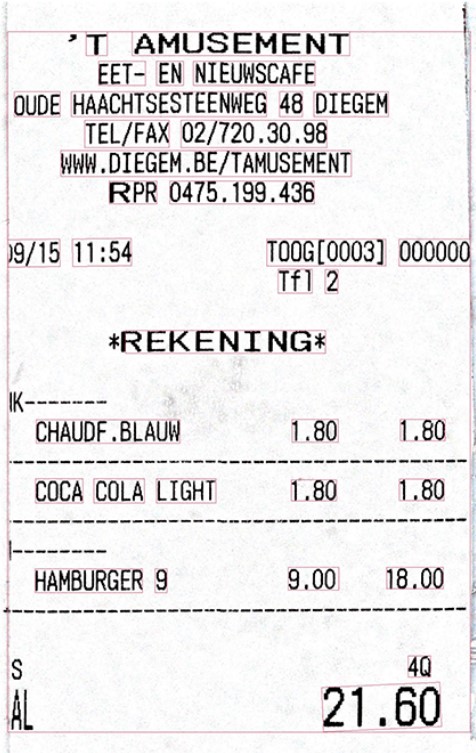 'T AMUSEMENT
EET- EN NIEUWSCAFE
OUDE HAACHTSESTEENWEG 48 DIEGEM
TEL/FAX 02/720.30.98
WWW.DIEGEM.BE/TAMUSEMENT
RPR 0475.199.436
09/15 11:54 TOOG[0003] 000000
Tfl 2
*REKENING*
K-------
CHAUDF.BLAUW 1.80 1.80
COCA COLA LIGHT 1.80 1.80
--------
HAMBURGER 9 9.00 18.00
S 4Q
AL 21.60